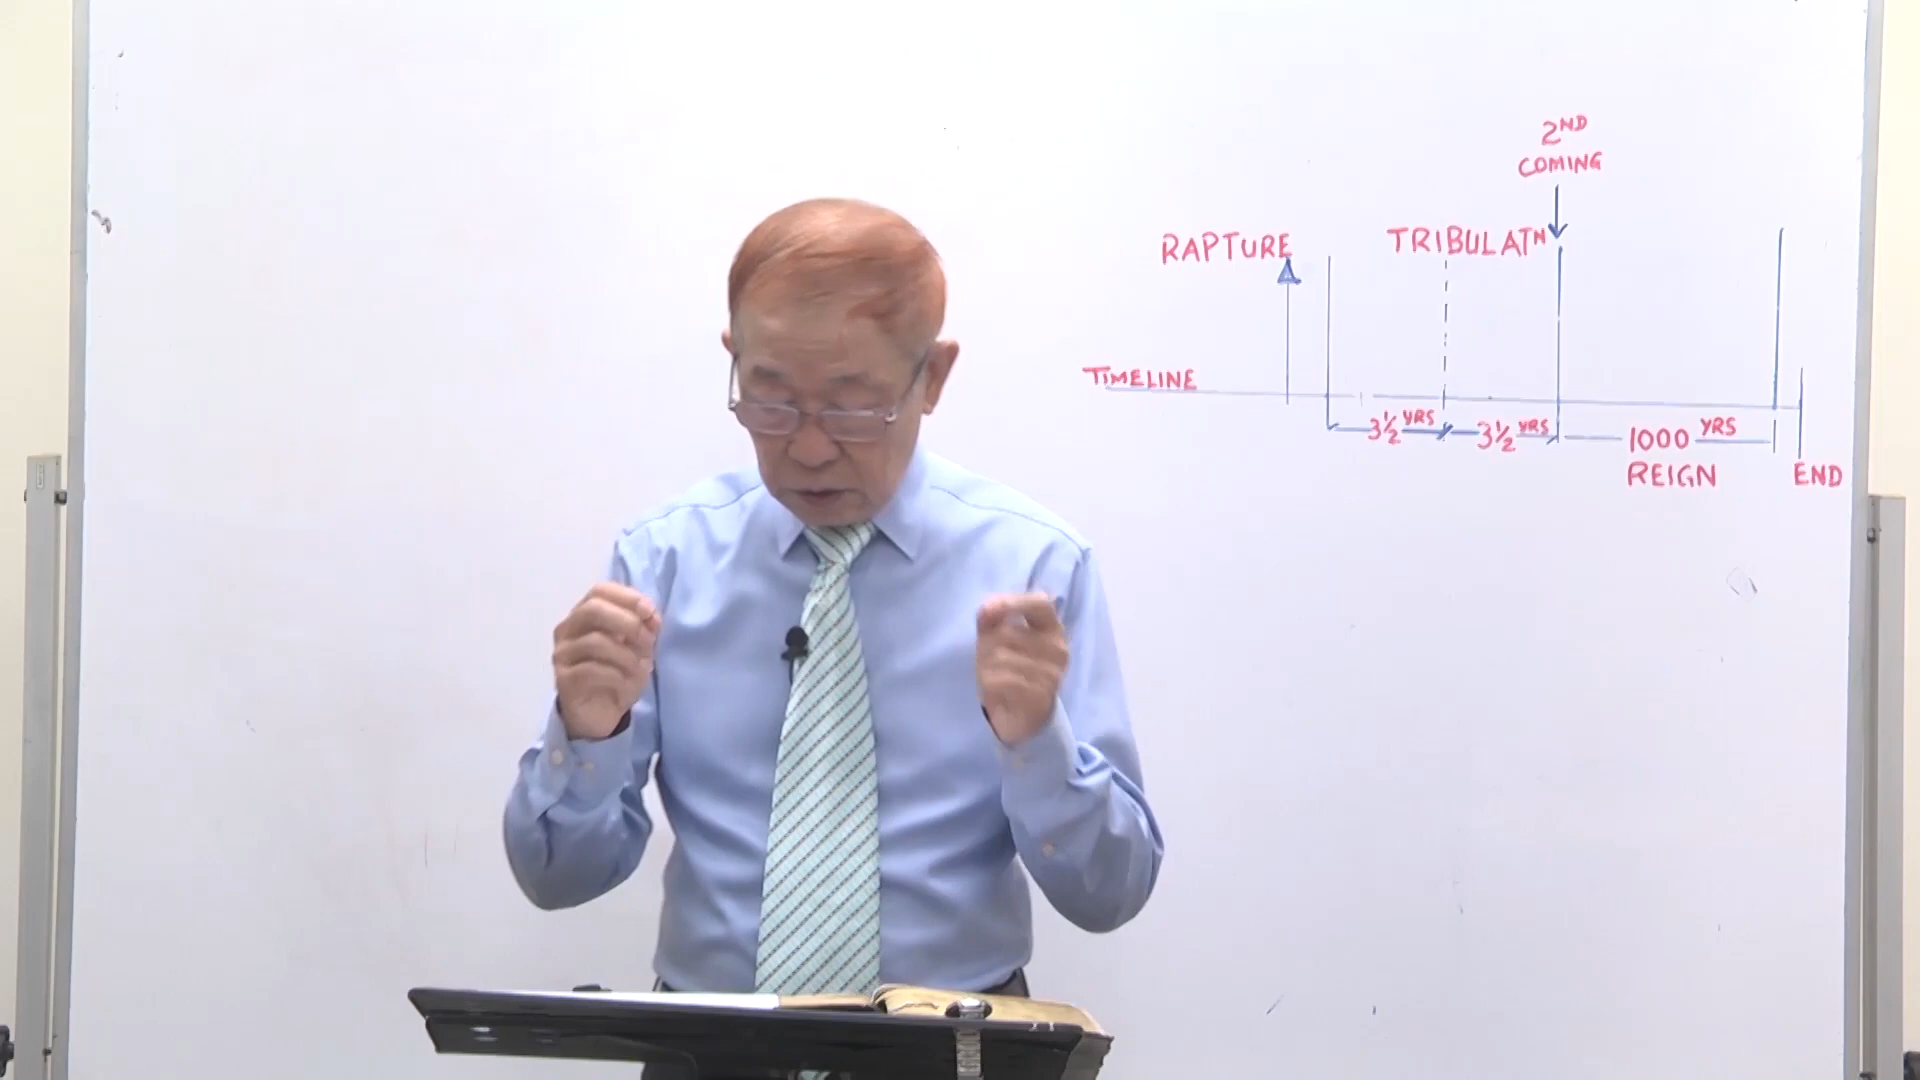 2ND
COMING
RAPTURE
TRIBULATN
TIMELINE
3½ YRS
3½ YRS
1000 YRS
REIGN
END